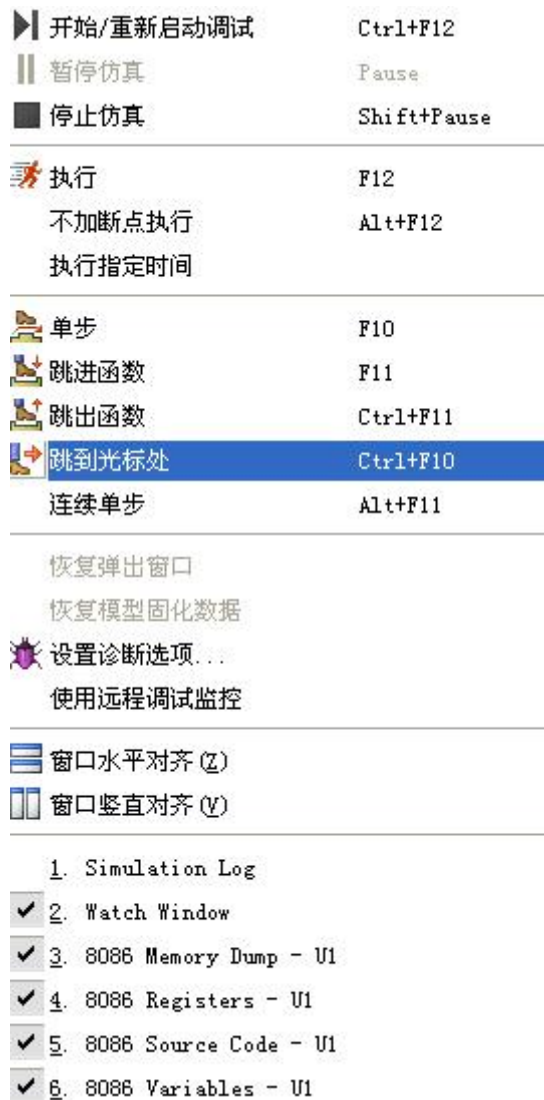 开始/重新启动调试 Ctrl+F12
暂停仿真 Pause
停止仿真 Shift+Pause
执行 F12
不加断点执行 Alt+F12
执行指定时间
单步 F10
跳进函数 F11
跳出函数 Ctrl+F11
跳到光标处 Ctrl+F10
连续单步 Alt+F11
恢复弹出窗口
恢复模型固化数据
设置诊断选项...
使用远程调试监控
窗口水平对齐(Z)
窗口竖直对齐(V)
1. Simulation Log
2. Watch Window
3. 8086 Memory Dump - U1
4. 8086 Registers - U1
5. 8086 Source Code - U1
6. 8086 Variables - U1